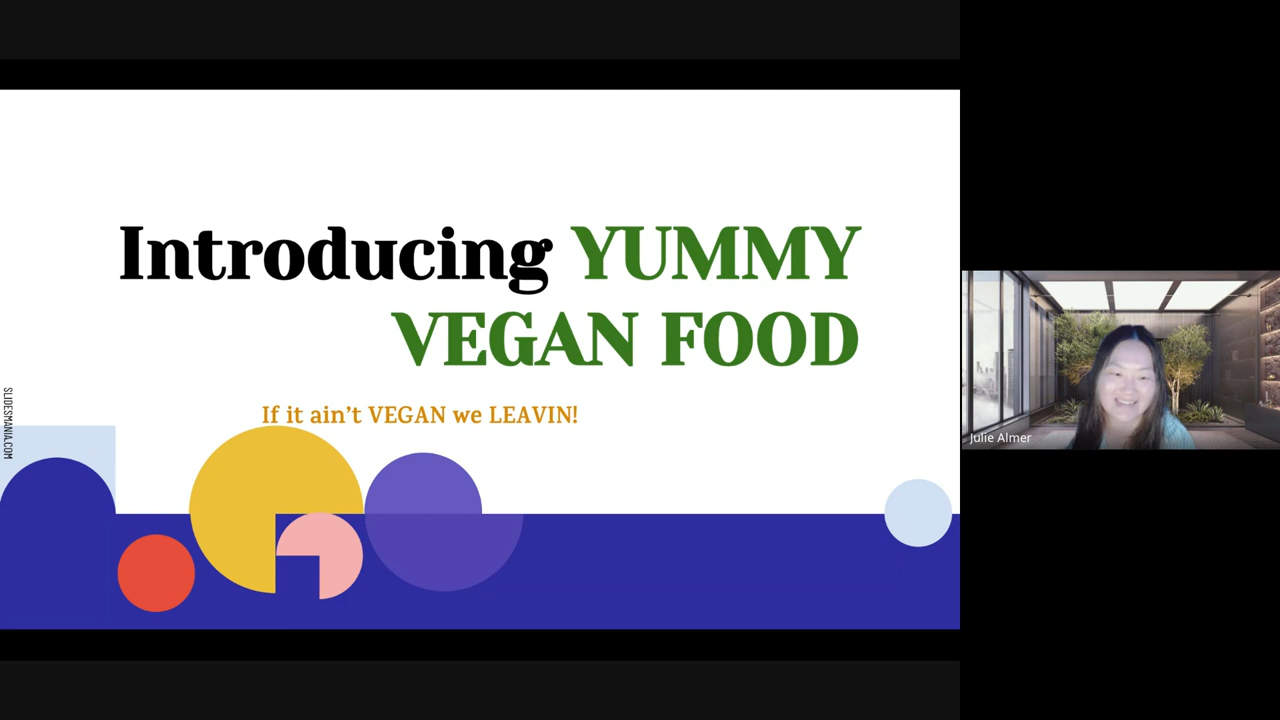 Introducing YUMMY
VEGAN FOOD
If it ain't VEGAN we LEAVIN!
SLIDESMANIA.COM
Julie Almer